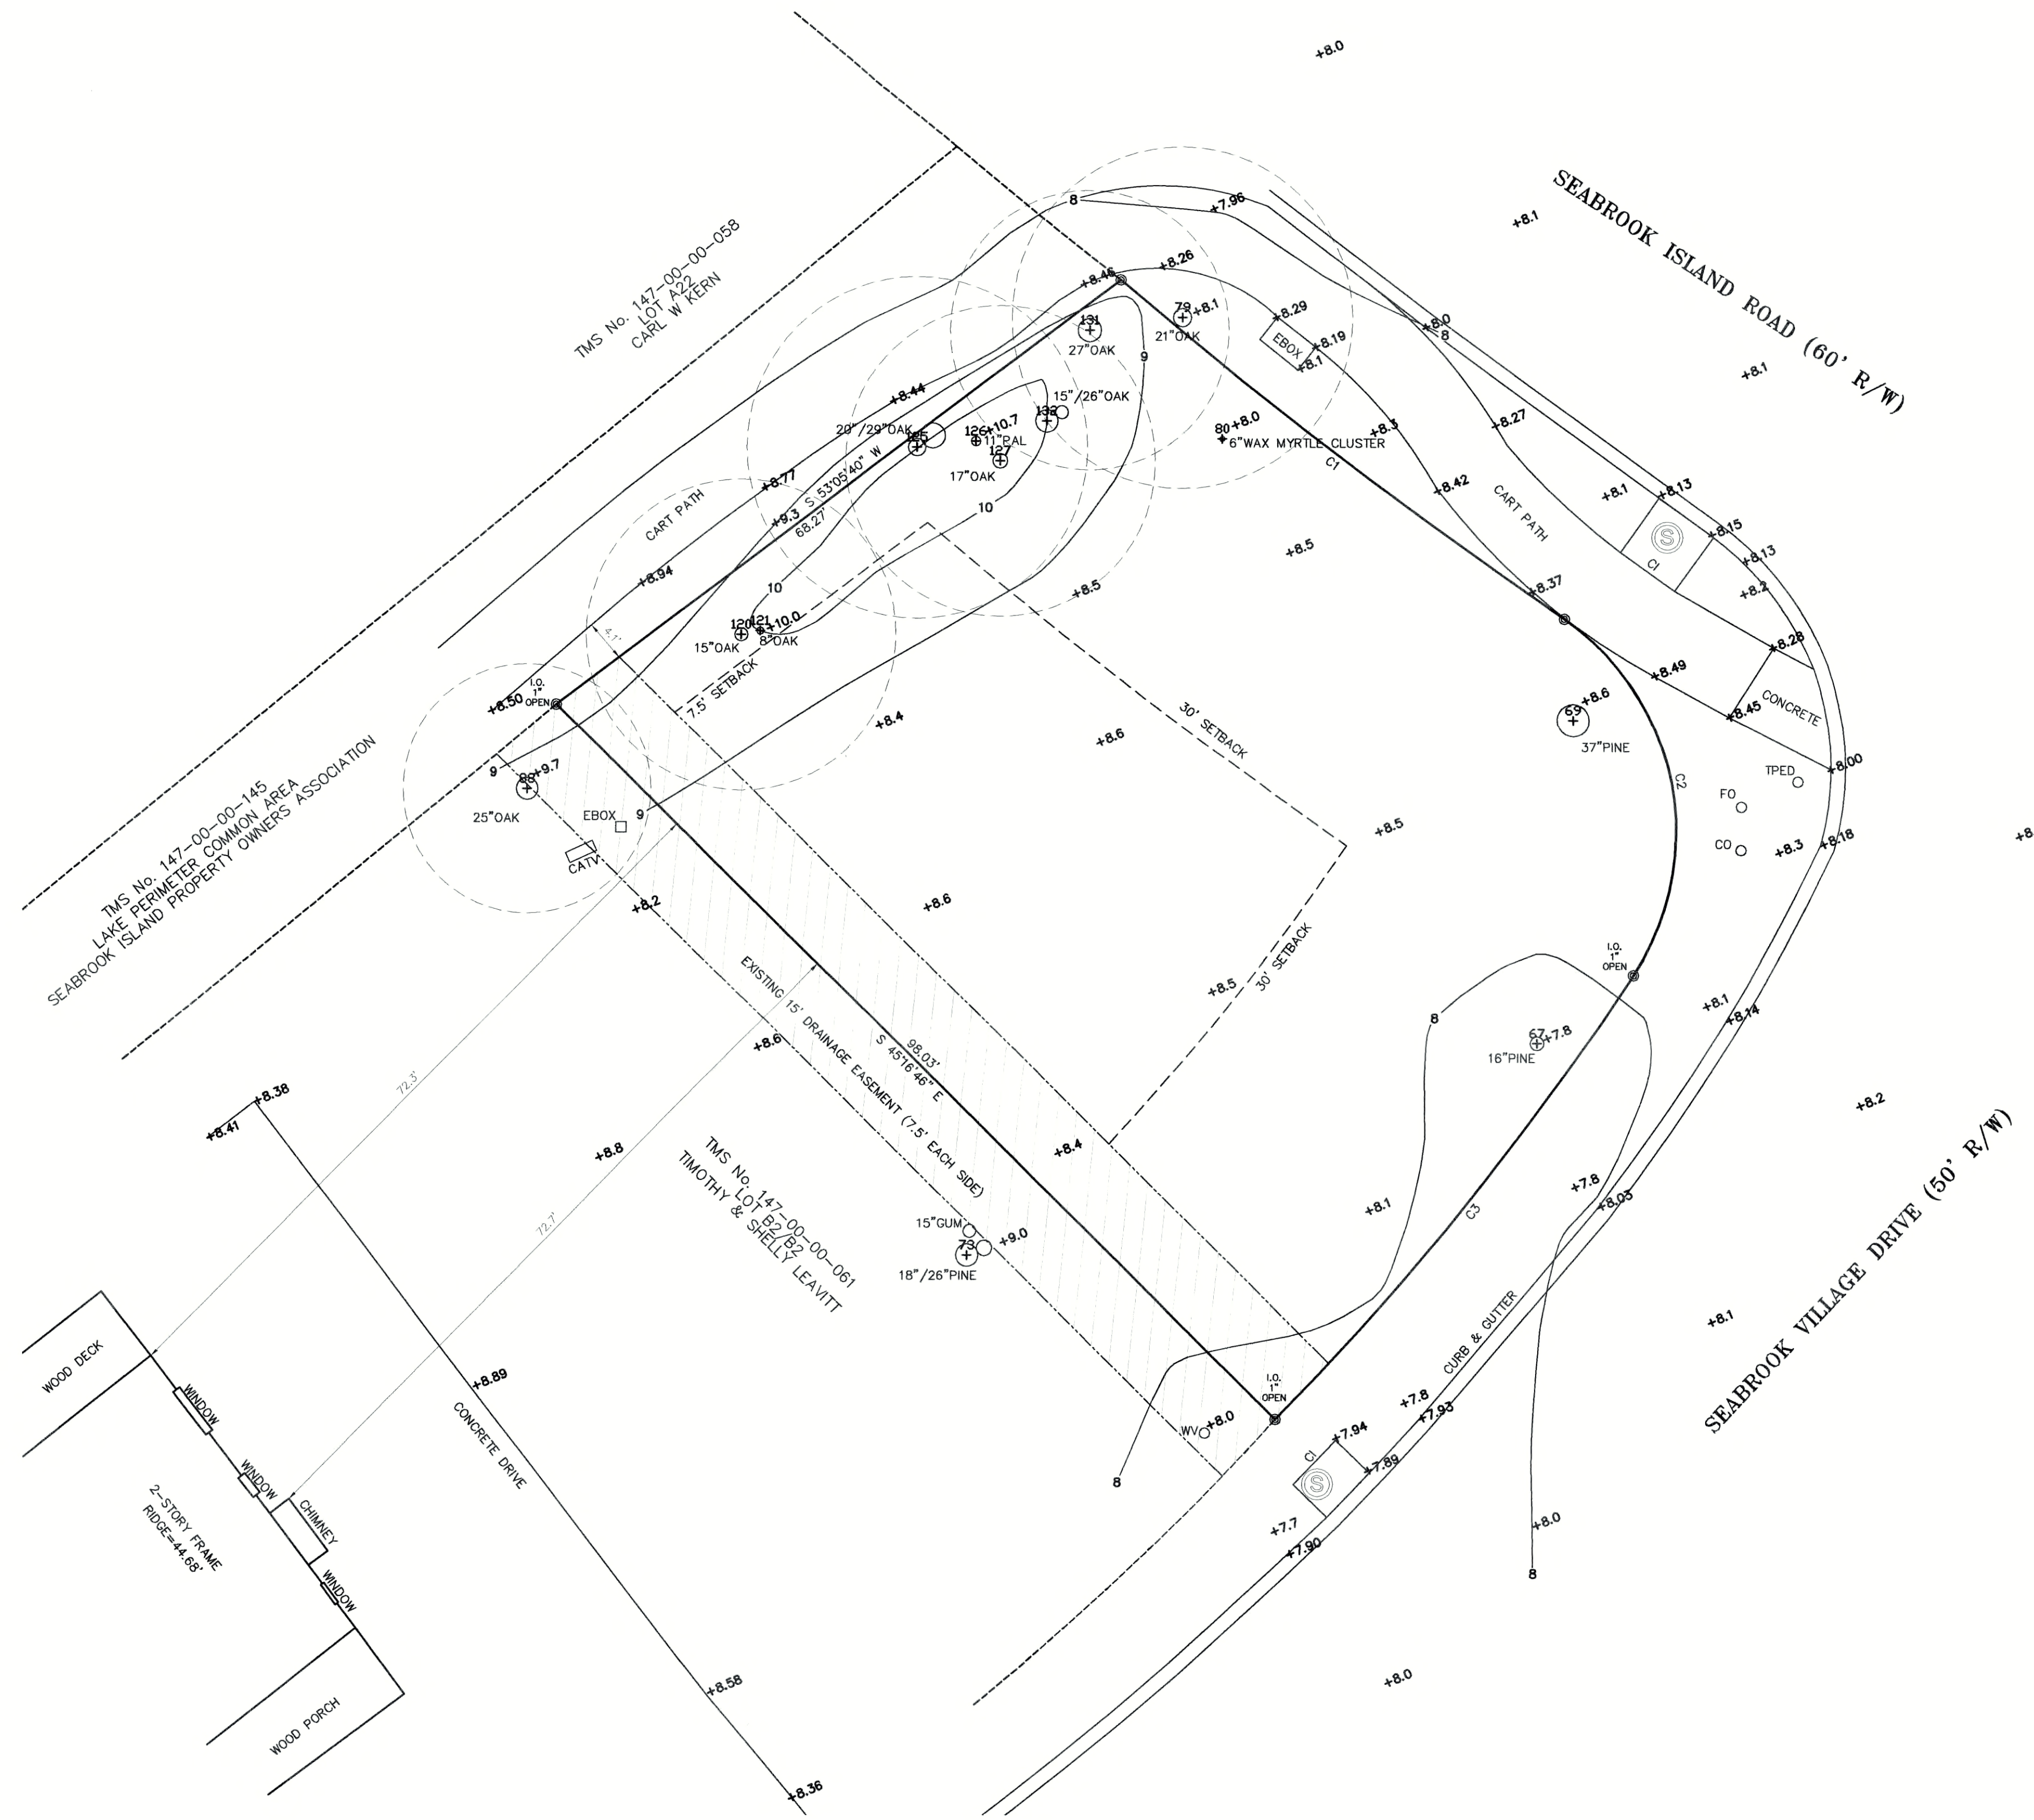 +8.0
SEABROOK ISLAND ROAD (60' R/W)
+8.1
+8.1
TMS No. 147-00-00-058
LOT A22
CARL W KERN
8
+7.96
+8.46
+8.26
79
+8.1
21"OAK
131
27"OAK
+8.29
EBOX
+8.19
+8.1
+8.0
8
9
+8.44
15"/26"OAK
20"/29"OAK
126
+10.7
11"PAL
127
17"OAK
80
+8.0
6"WAX MYRTLE CLUSTER
+8.3
C1
+8.27
+8.42
CART PATH
+8.1
+8.13
+8.15
S
CI
+8.13
+8.2
+8.77
+9.3
S 53°05'40" W
68.27'
CART PATH
10
+8.5
+8.94
10
+8.5
+8.37
120
121
+10.0
15"OAK
8"OAK
4.1'
7.5' SETBACK
+8.28
+8.49
+8.45
CONCRETE
+8.50
I.O.
1"
OPEN
+8.4
+8.6
30' SETBACK
69
+8.6
37"PINE
C2
+8.00
TPED
FO
CO
+8.3
+8.18
+8
TMS No. 147-00-00-145
LAKE PERIMETER COMMON AREA
SEABROOK ISLAND PROPERTY OWNERS ASSOCIATION
9
+9.7
25"OAK
EBOX
9
CATV
+8.2
+8.6
+8.5
+8.5
30' SETBACK
I.O.
1"
OPEN
8
67
+7.8
16"PINE
+8.1
+8.14
EXISTING 15' DRAINAGE EASEMENT (7.5' EACH SIDE)
98.03'
S 45°16'46" E
+8.6
72.3'
+8.38
+8.41
+8.8
+8.4
72.7'
TMS No. 147-00-00-061
LOT B2/B2
TIMOTHY & SHELLY LEAVITT
15"GUM
73
+9.0
18"/26"PINE
+8.1
C3
+7.8
+8.03
+8.2
SEABROOK VILLAGE DRIVE (50' R/W)
+8.1
CURB & GUTTER
WOOD DECK
WINDOW
WINDOW
CHIMNEY
WINDOW
2-STORY FRAME
RIDGE=44.68'
WOOD PORCH
+8.89
CONCRETE DRIVE
+8.58
+8.36
I.O.
1"
OPEN
WV
+8.0
8
CI
S
+7.94
+7.89
+7.8
+7.93
+7.7
+7.90
+8.0
8
+8.0